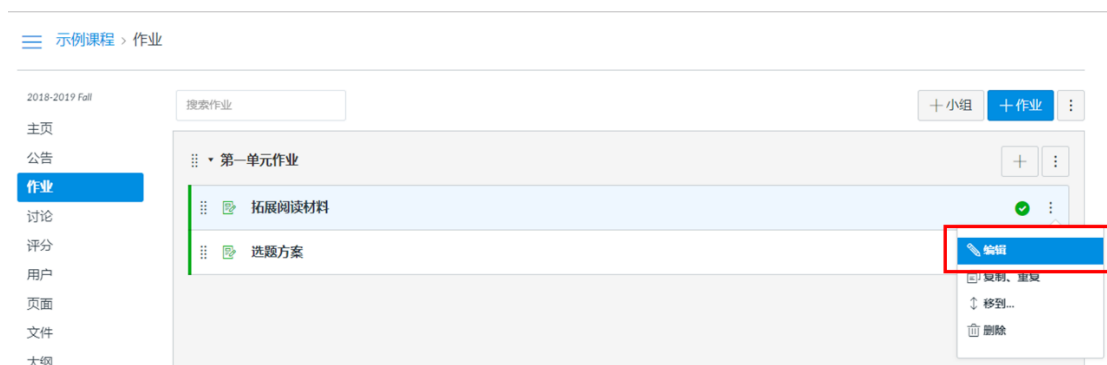 示例课程 › 作业
2018-2019 Fall
搜索作业
+小组
+作业
主页
公告
第一单元作业
作业
拓展阅读材料
讨论
评分
选题方案
编辑
用户
复制、重复
页面
移到...
文件
删除
大纲